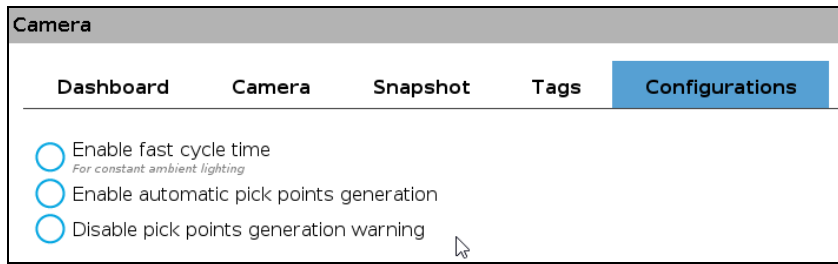 Camera
Dashboard Camera Snapshot Tags Configurations
Enable fast cycle time
For constant ambient lighting
Enable automatic pick points generation
Disable pick points generation warning